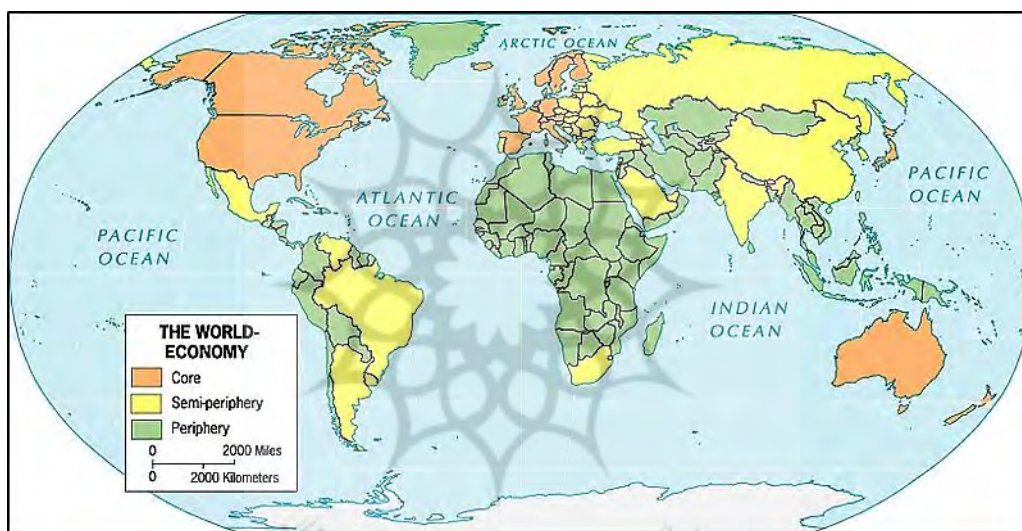 ARCTIC OCEAN
ATLANTIC
OCEAN
PACIFIC
OCEAN
PACIFIC
OCEAN
INDIAN
OCEAN
THE WORLD-
ECONOMY
Core
Semi-periphery
Periphery
0 2000 Miles
0 2000 Kilometers